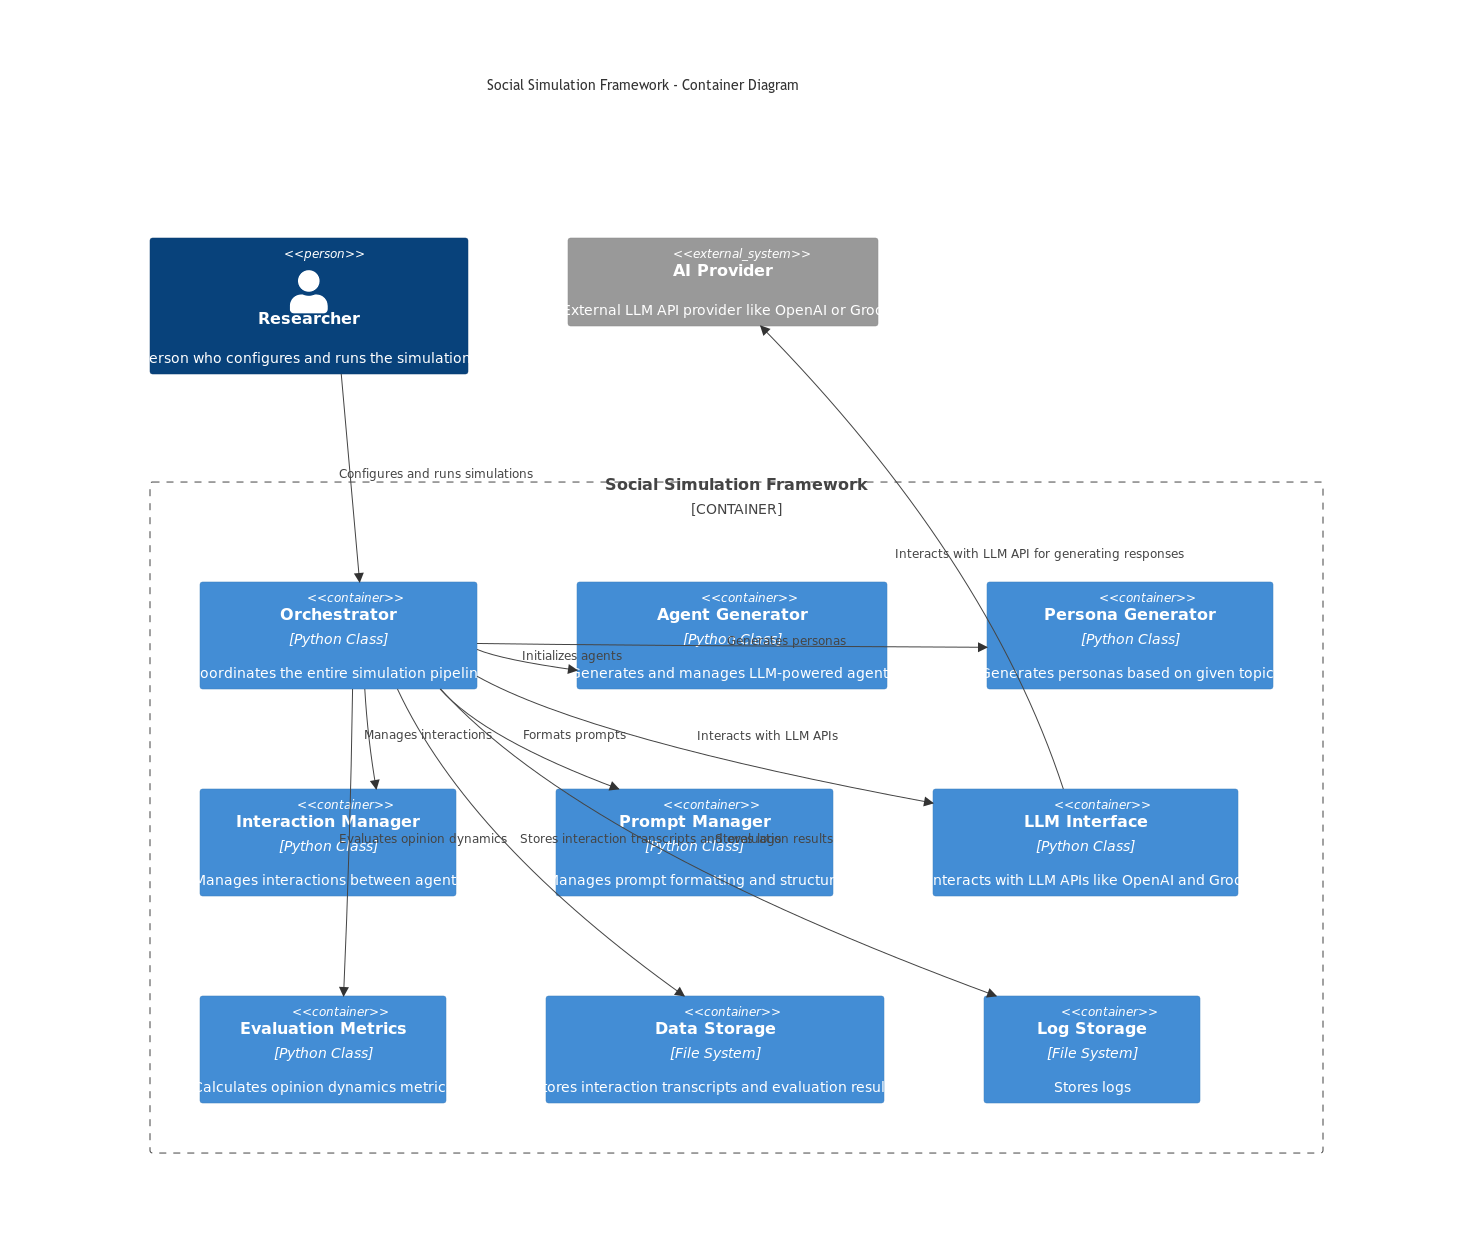 Social Simulation Framework - Container Diagram
<<person>>
Researcher
erson who configures and runs the simulation
<<external_system>>
AI Provider
External LLM API provider like OpenAI or Groq
Configures and runs simulations
Social Simulation Framework
[CONTAINER]
Interacts with LLM API for generating responses
<<container>>
Orchestrator
[Python Class]
oordinates the entire simulation pipelin
<<container>>
Agent Generator
[Python Class]
Generates and manages LLM-powered agent
<<container>>
Persona Generator
[Python Class]
Generates personas based on given topic
Generates personas
Initializes agents
Manages interactions
Formats prompts
Interacts with LLM APIs
<<container>>
Interaction Manager
[Python Class]
Manages interactions between agent
<<container>>
Prompt Manager
[Python Class]
Manages prompt formatting and structur
<<container>>
LLM Interface
[Python Class]
nteracts with LLM APIs like OpenAI and Groq
Evaluates opinion dynamics
Stores interaction transcripts and evaluation results
Stores logs
<<container>>
Evaluation Metrics
[Python Class]
Calculates opinion dynamics metric
<<container>>
Data Storage
[File System]
tores interaction transcripts and evaluation resul
<<container>>
Log Storage
[File System]
Stores logs